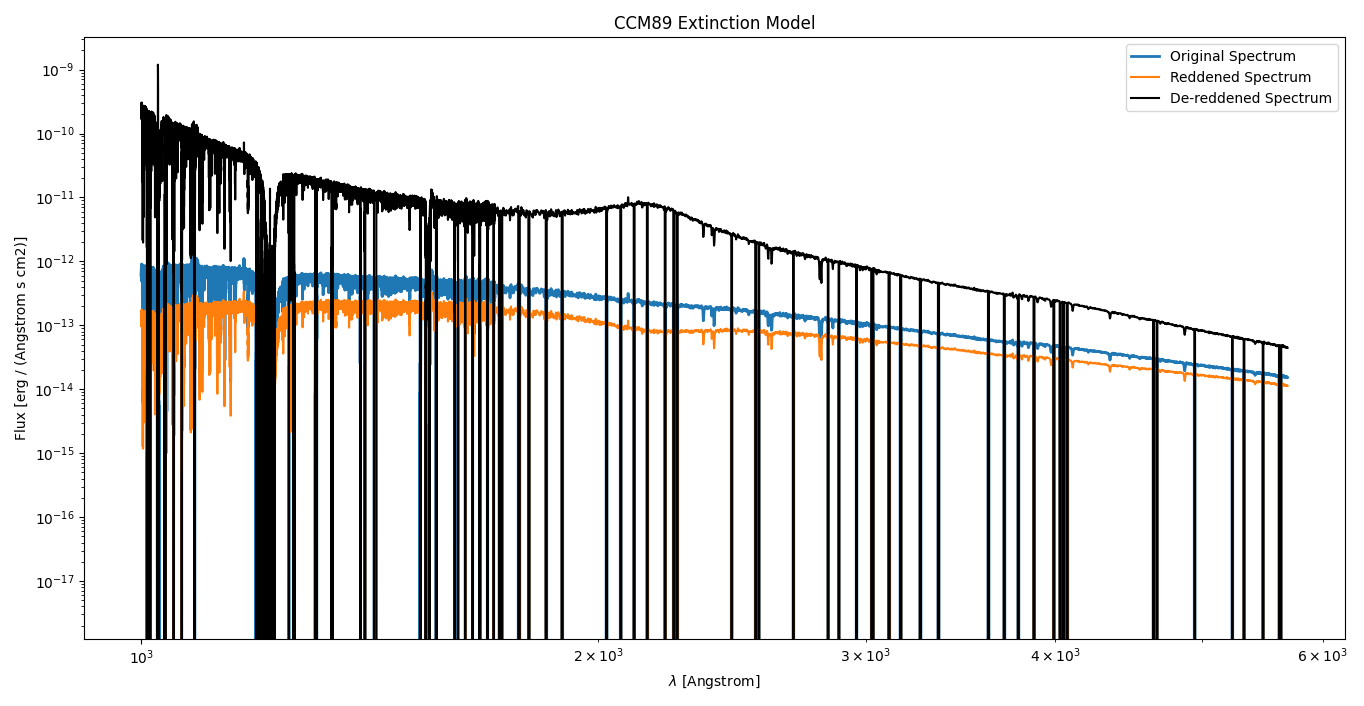 CCM89 Extinction Model
Original Spectrum
Reddened Spectrum
De-reddened Spectrum
Flux [erg / (Angstrom s cm2)]
10⁻⁹
10⁻¹⁰
10⁻¹¹
10⁻¹²
10⁻¹³
10⁻¹⁴
10⁻¹⁵
10⁻¹⁶
10⁻¹⁷
10³
2 × 10³
3 × 10³
4 × 10³
6 × 10³
λ [Angstrom]